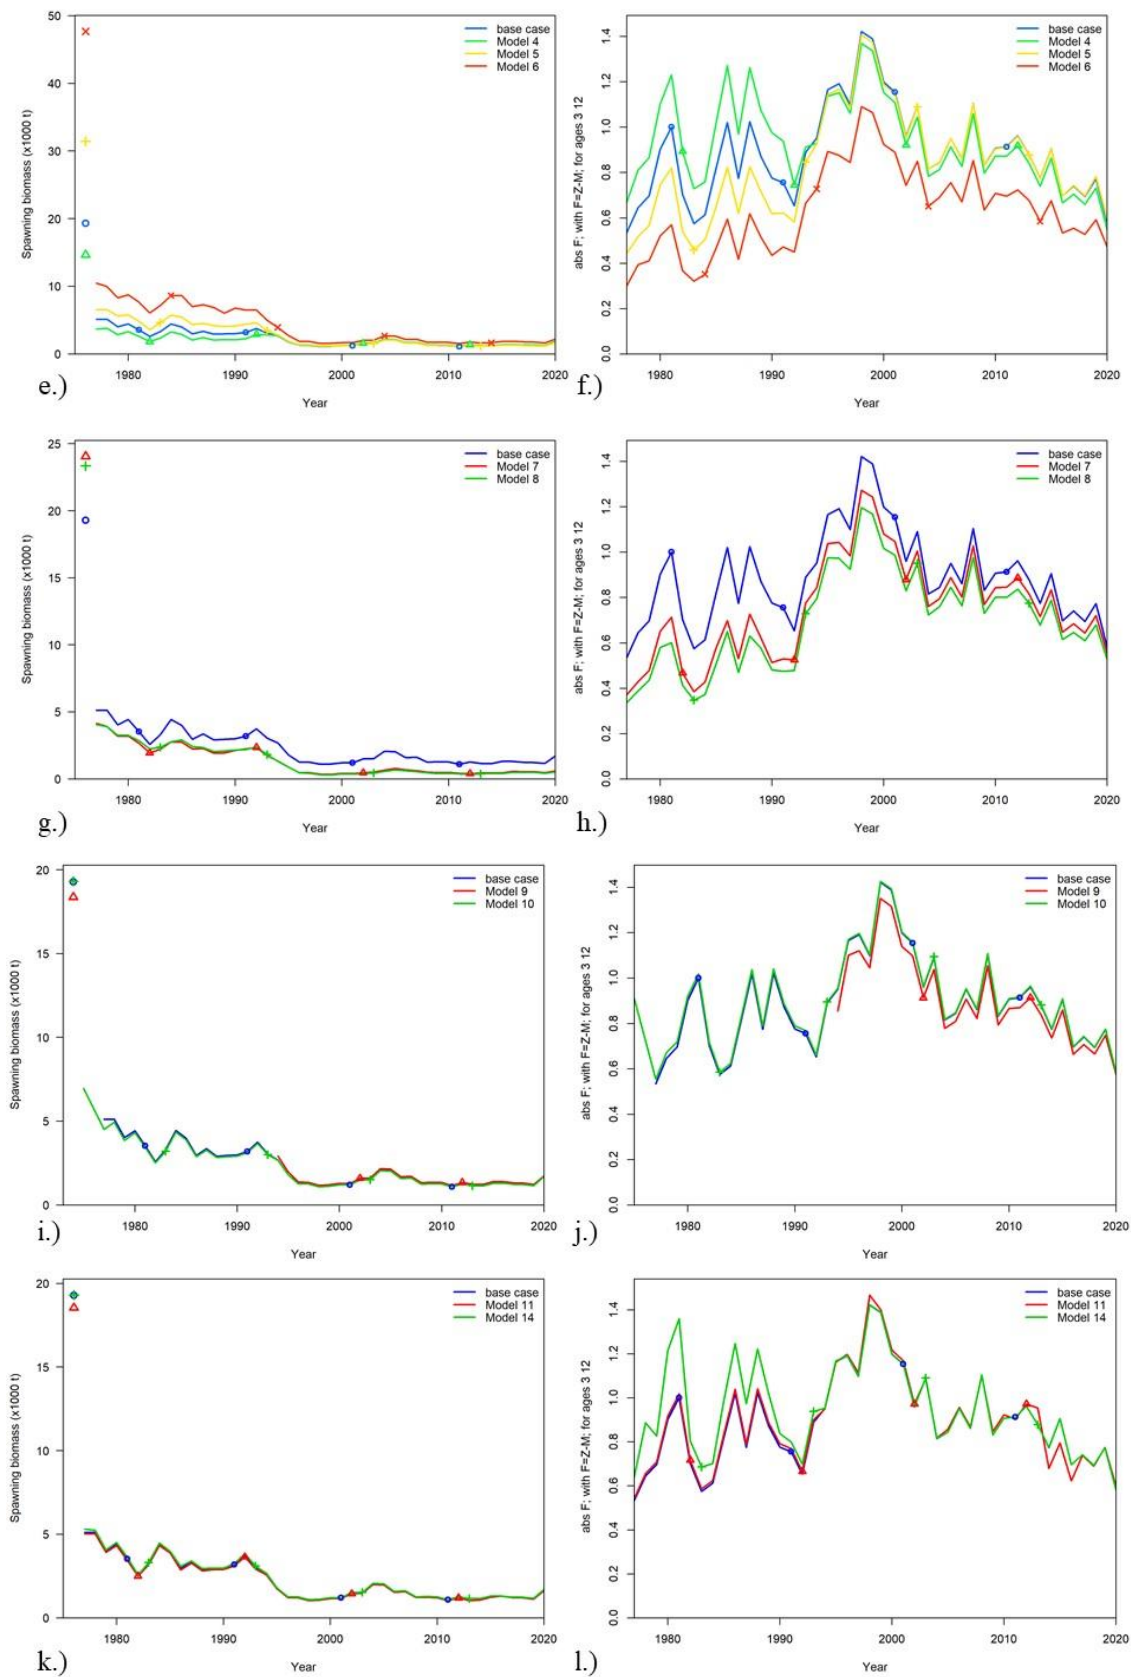 base case
Model 4
Model 5
Model 6
Spawning biomass (x1000 t)
50
40
30
20
10
0
1980 1990 2000 2010 2020
Year
e.)
base case
Model 4
Model 5
Model 6
abs F; with F=Z-M; for ages 3 12
1.4
1.2
1.0
0.8
0.6
0.4
0.2
0.0
1980 1990 2000 2010 2020
Year
f.)
base case
Model 7
Model 8
Spawning biomass (x1000 t)
25
20
15
10
5
0
1980 1990 2000 2010 2020
Year
g.)
base case
Model 7
Model 8
abs F; with F=Z-M; for ages 3 12
1.4
1.2
1.0
0.8
0.6
0.4
0.2
0.0
1980 1990 2000 2010 2020
Year
h.)
base case
Model 9
Model 10
Spawning biomass (x1000 t)
20
15
10
5
0
1980 1990 2000 2010 2020
Year
i.)
base case
Model 9
Model 10
abs F; with F=Z-M; for ages 3 12
1.4
1.2
1.0
0.8
0.6
0.4
0.2
0.0
1980 1990 2000 2010 2020
Year
j.)
base case
Model 11
Model 14
Spawning biomass (x1000 t)
20
15
10
5
0
1980 1990 2000 2010 2020
Year
k.)
base case
Model 11
Model 14
abs F; with F=Z-M; for ages 3 12
1.4
1.2
1.0
0.8
0.6
0.4
0.2
0.0
1980 1990 2000 2010 2020
Year
l.)